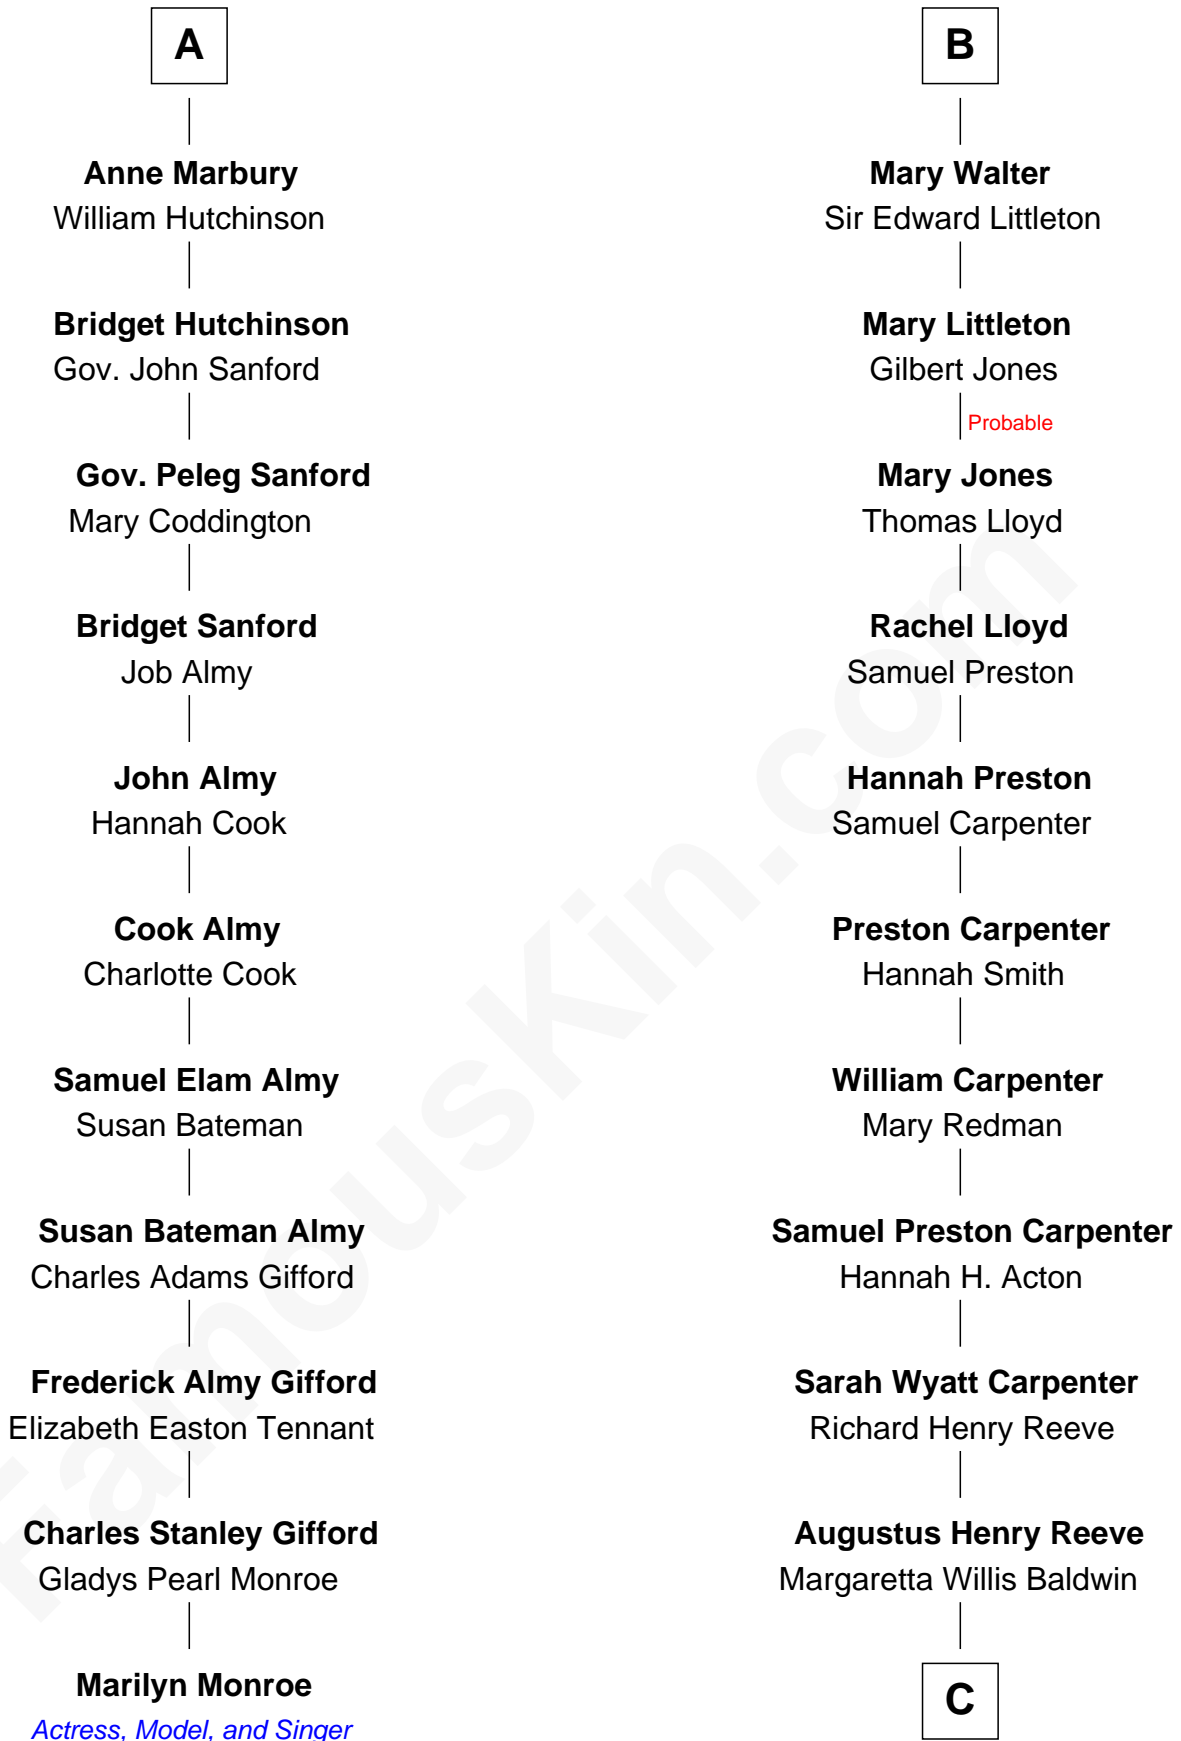 A
Anne Marbury
William Hutchinson
Bridget Hutchinson
Gov. John Sanford
Gov. Peleg Sanford
Mary Coddington
Bridget Sanford
Job Almy
John Almy
Hannah Cook
Cook Almy
Charlotte Cook
Samuel Elam Almy
Susan Bateman
Susan Bateman Almy
Charles Adams Gifford
Frederick Almy Gifford
Elizabeth Easton Tennant
Charles Stanley Gifford
Gladys Pearl Monroe
Marilyn Monroe
Actress, Model, and Singer
B
Mary Walter
Sir Edward Littleton
Mary Littleton
Gilbert Jones
Probable
Mary Jones
Thomas Lloyd
Rachel Lloyd
Samuel Preston
Hannah Preston
Samuel Carpenter
Preston Carpenter
Hannah Smith
William Carpenter
Mary Redman
Samuel Preston Carpenter
Hannah H. Acton
Sarah Wyatt Carpenter
Richard Henry Reeve
Augustus Henry Reeve
Margaretta Willis Baldwin
C
FamousKin.com